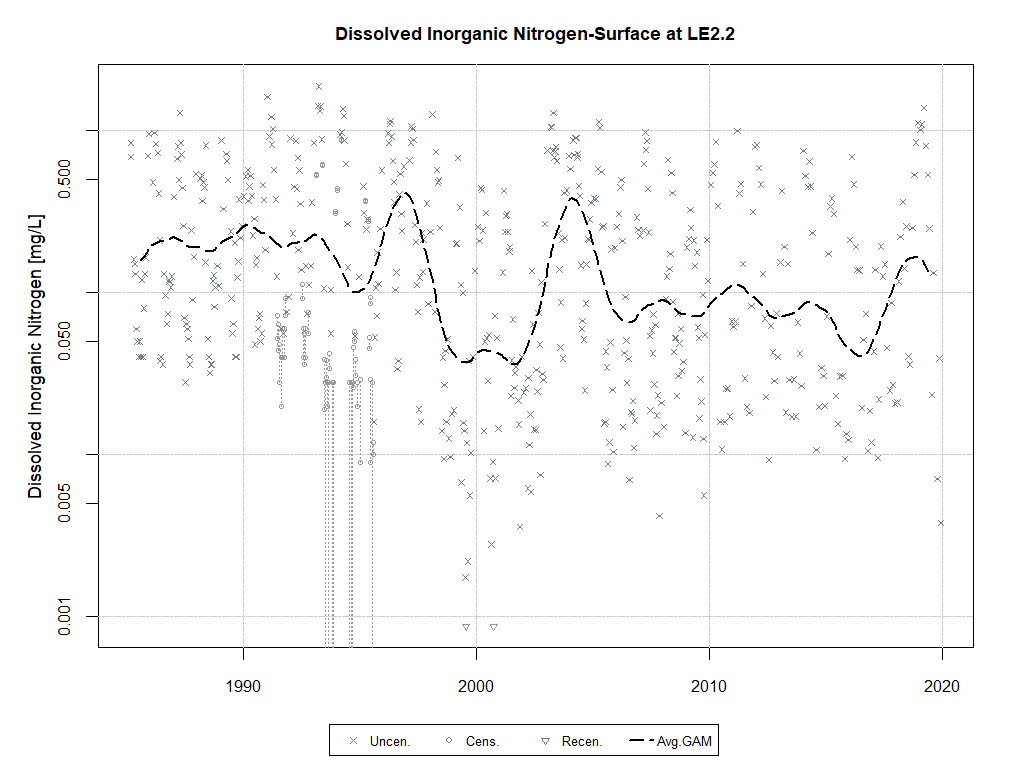 Dissolved Inorganic Nitrogen-Surface at LE2.2
Dissolved Inorganic Nitrogen [mg/L]
0.500
0.050
0.005
0.001
1990 2000 2010 2020
Uncen. Cens. Recen. Avg.GAM